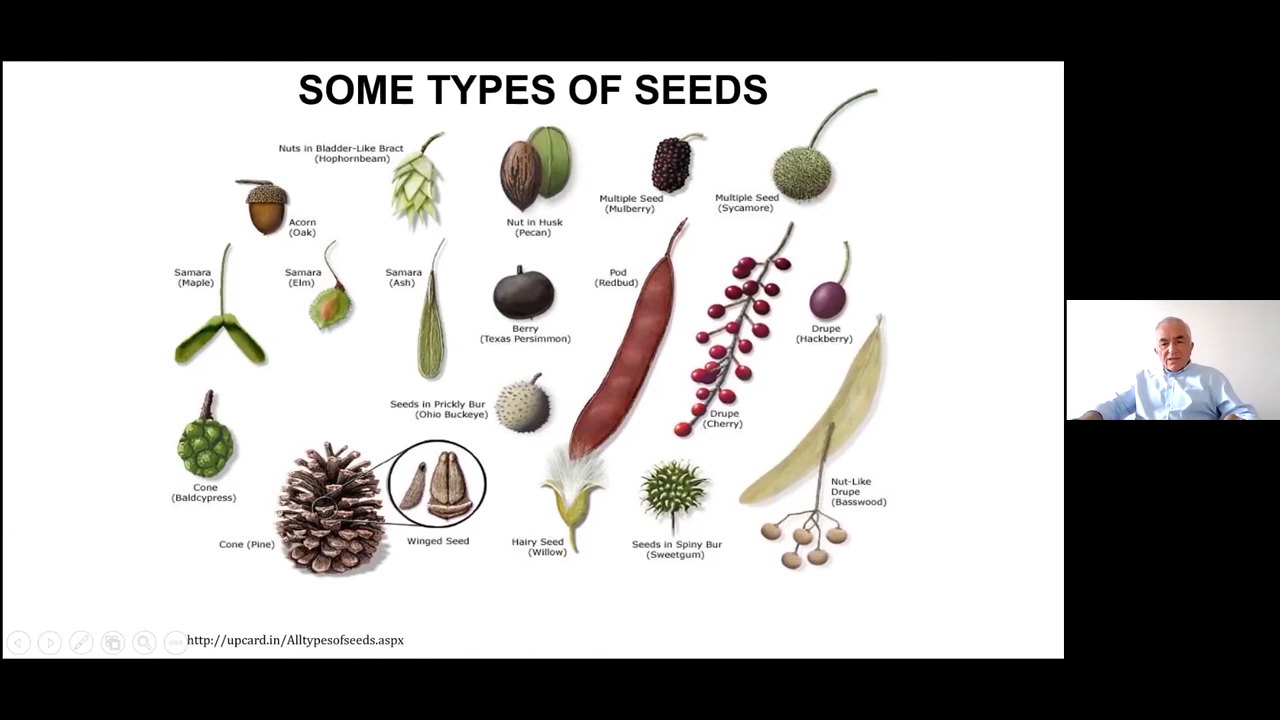 SOME TYPES OF SEEDS
Nuts in Bladder-Like Bract
(Hophornbeam)
Acorn
(Oak)
Nut in Husk
(Pecan)
Multiple Seed
(Mulberry)
Multiple Seed
(Sycamore)
Samara
(Maple)
Samara
(Elm)
Samara
(Ash)
Berry
(Texas Persimmon)
Pod
(Redbud)
Drupe
(Hackberry)
Seeds in Prickly Bur
(Ohio Buckeye)
Drupe
(Cherry)
Cone
(Baldcypress)
Nut-Like
Drupe
(Basswood)
Cone (Pine)
Winged Seed
Hairy Seed
(Willow)
Seeds in Spiny Bur
(Sweetgum)
http://upcard.in/Alltypesofseeds.aspx